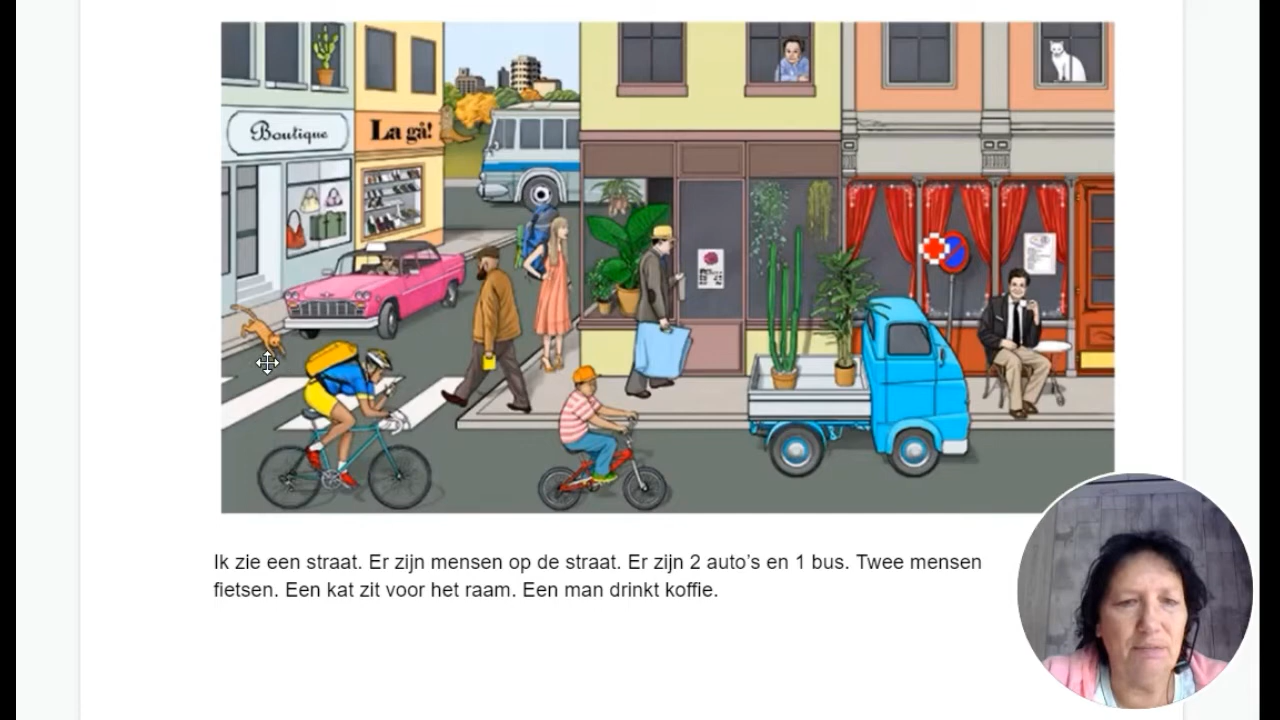 Boutique
La gå!
Ik zie een straat. Er zijn mensen op de straat. Er zijn 2 auto’s en 1 bus. Twee mensen
fietsen. Een kat zit voor het raam. Een man drinkt koffie.